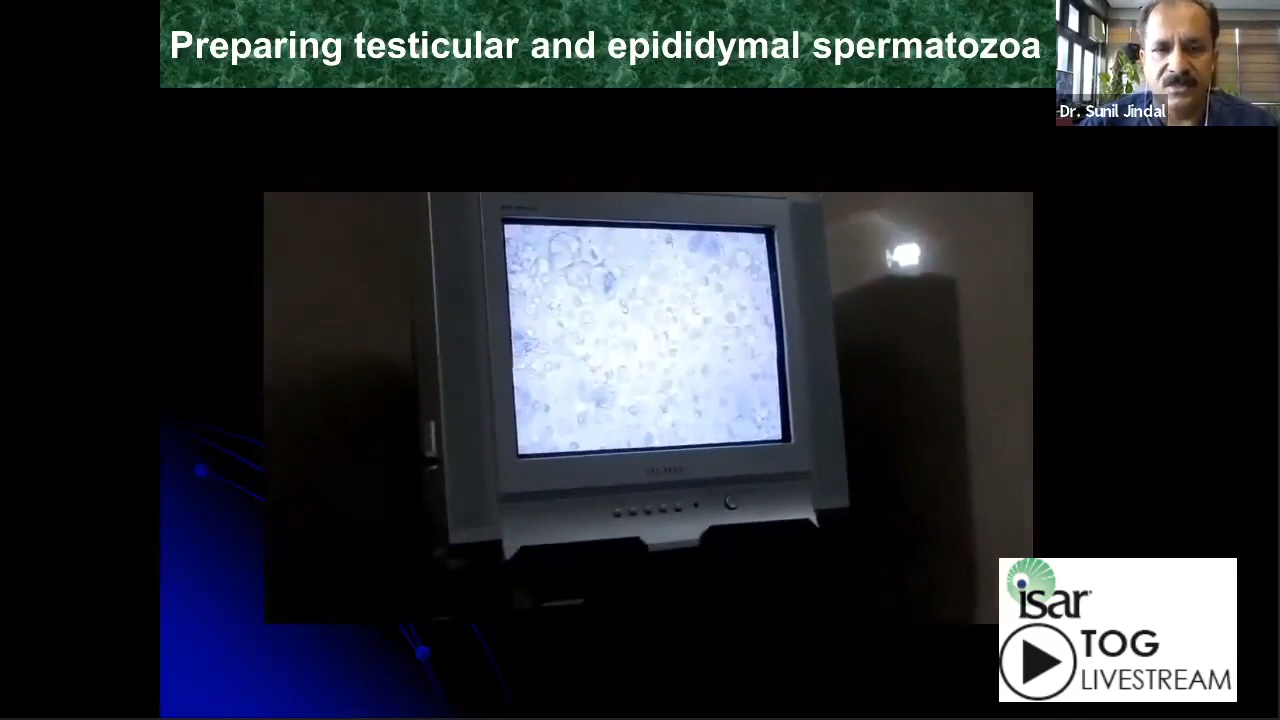 Preparing testicular and epididymal spermatozoa
Dr. Sunil Jindal
isar
TOG
LIVESTREAM